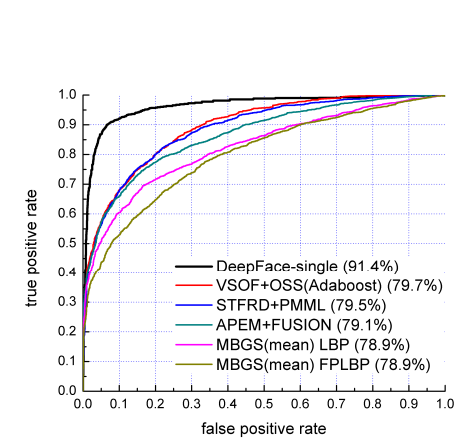 1.0
0.9
0.8
0.7
0.6
0.5
0.4
0.3
0.2
0.1
0.0
true positive rate
DeepFace-single (91.4%)
VSOF+OSS(Adaboost) (79.7%)
STFRD+PMML (79.5%)
APEM+FUSION (79.1%)
MBGS(mean) LBP (78.9%)
MBGS(mean) FPLBP (78.9%)
0.0 0.1 0.2 0.3 0.4 0.5 0.6 0.7 0.8 0.9 1.0
false positive rate